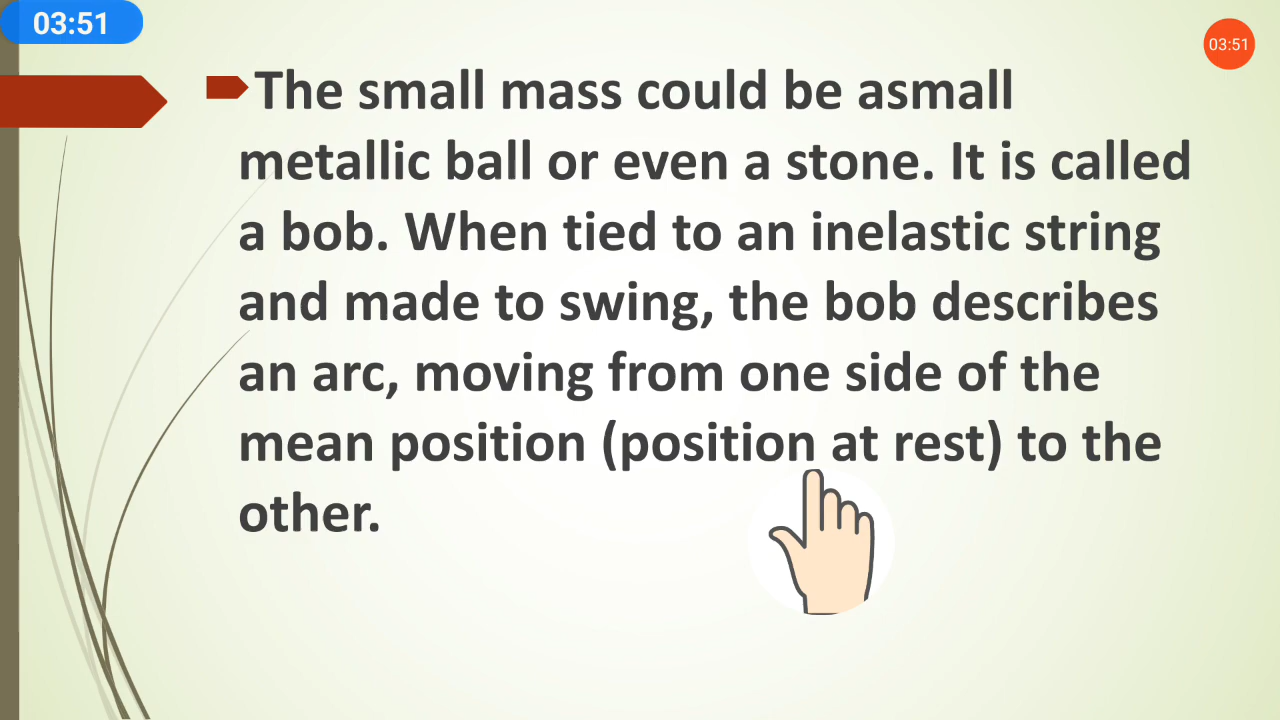 03:51
03:51
The small mass could be asmall
metallic ball or even a stone. It is called
a bob. When tied to an inelastic string
and made to swing, the bob describes
an arc, moving from one side of the
mean position (position at rest) to the
other.